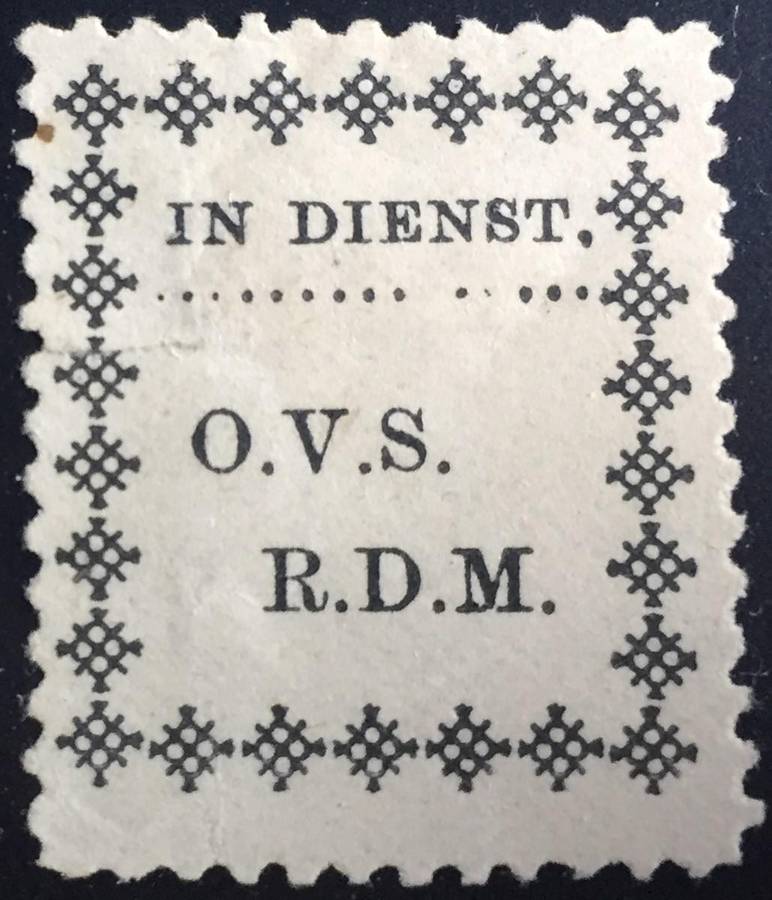 IN DIENST,
O.V.S.
R.D.M.